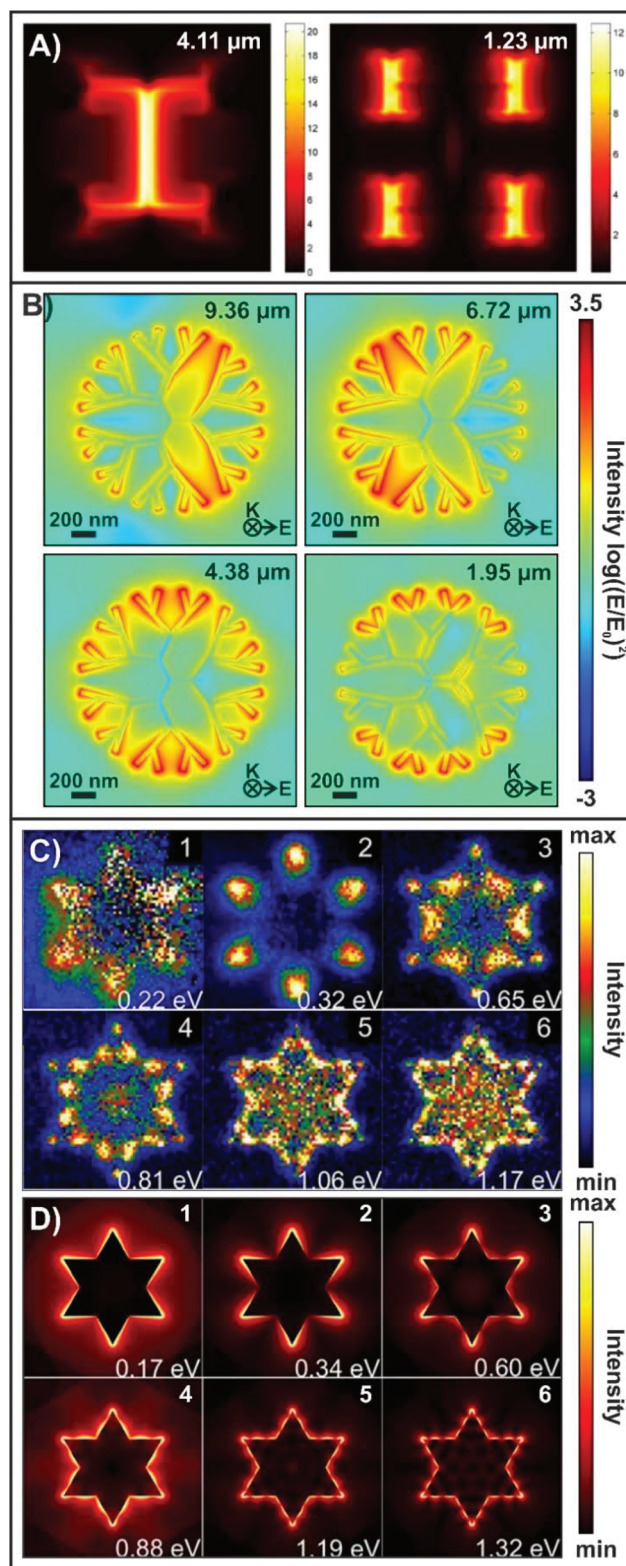 A)
4.11 µm
20
18
16
14
12
10
8
6
4
2
0
1.23 µm
12
10
8
6
4
2
B)
9.36 µm
200 nm
K
E
6.72 µm
200 nm
K
E
4.38 µm
200 nm
K
E
1.95 µm
200 nm
K
E
3.5
Intensity log((E/E₀)²)
-3
C)
1
0.22 eV
2
0.32 eV
3
0.65 eV
4
0.81 eV
5
1.06 eV
6
1.17 eV
max
Intensity
min
D)
1
0.17 eV
2
0.34 eV
3
0.60 eV
4
0.88 eV
5
1.19 eV
6
1.32 eV
max
Intensity
min